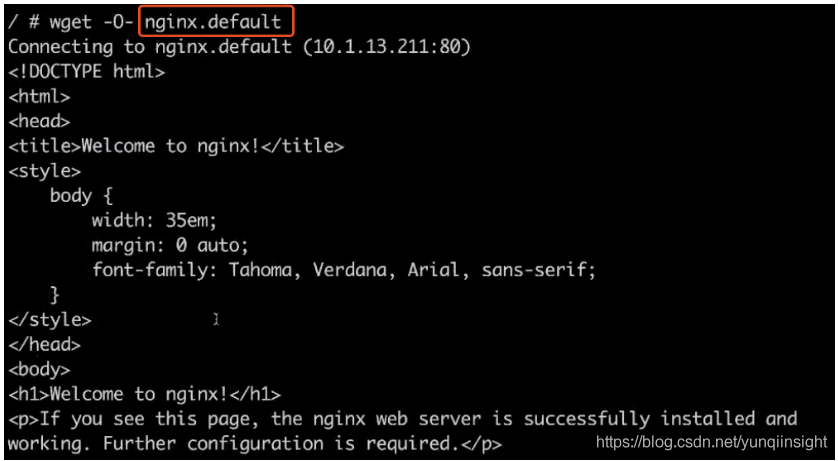 / # wget -O- nginx.default
Connecting to nginx.default (10.1.13.211:80)
<!DOCTYPE html>
<html>
<head>
<title>Welcome to nginx!</title>
<style>
    body {
        width: 35em;
        margin: 0 auto;
        font-family: Tahoma, Verdana, Arial, sans-serif;
    }
</style>
</head>
<body>
<h1>Welcome to nginx!</h1>
<p>If you see this page, the nginx web server is successfully installed and
working. Further configuration is required.</p>
https://blog.csdn.net/yunqiinsight